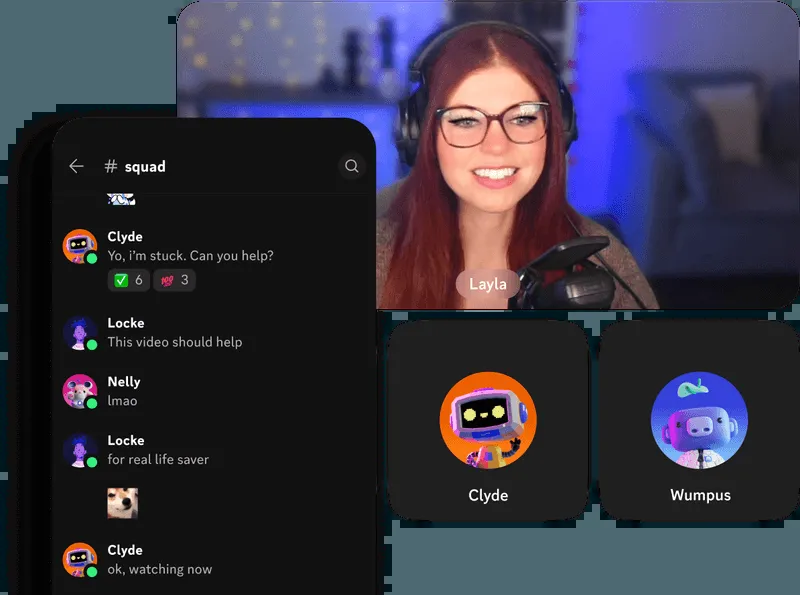 # squad
Clyde
Yo, i'm stuck. Can you help?
✅ 6 💯 3
Locke
This video should help
Nelly
lmao
Locke
for real life saver
Clyde
ok, watching now
Layla
Clyde
Wumpus